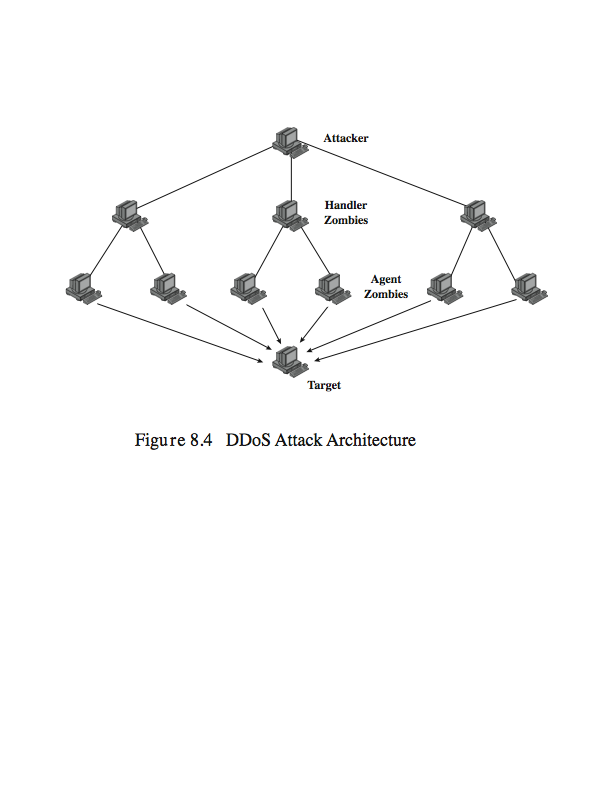 Attacker
Handler
Zombies
Agent
Zombies
Target
Figure 8.4 DDoS Attack Architecture